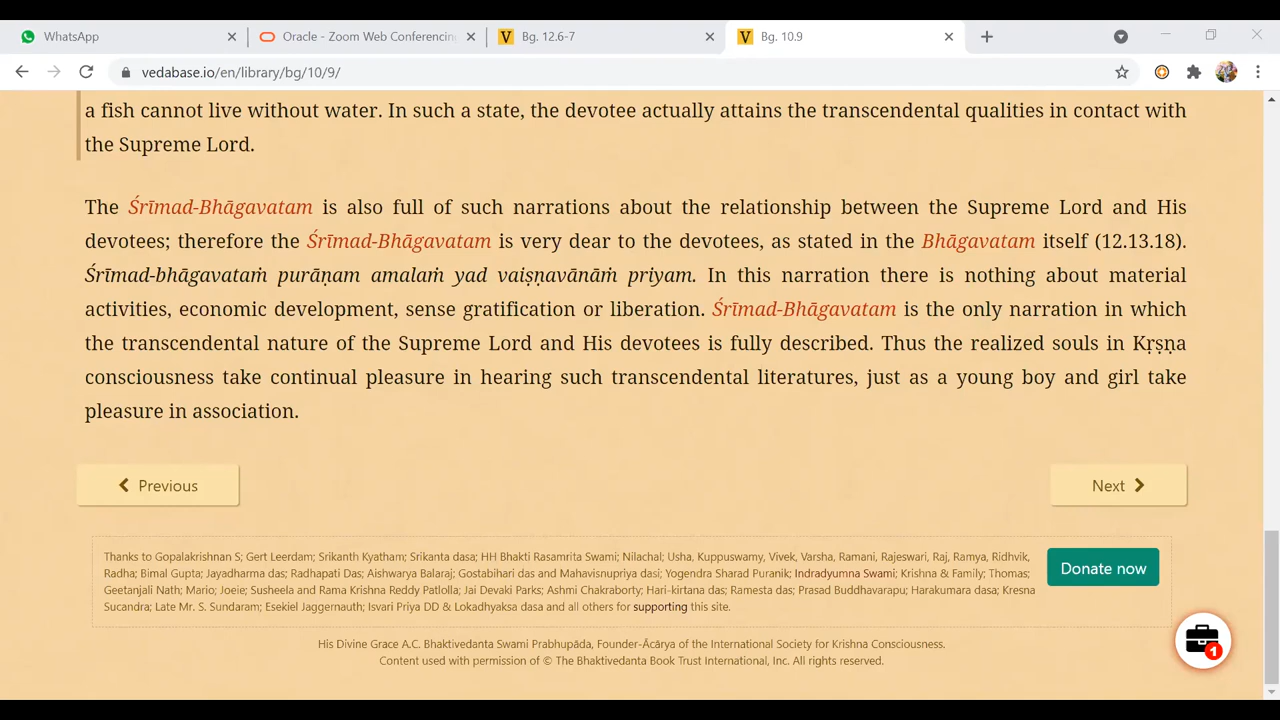 WhatsApp
Oracle - Zoom Web Conferencing
Bg. 12.6-7
Bg. 10.9
vedabase.io/en/library/bg/10/9/
a fish cannot live without water. In such a state, the devotee actually attains the transcendental qualities in contact with
the Supreme Lord.
The Śrīmad-Bhāgavatam is also full of such narrations about the relationship between the Supreme Lord and His
devotees; therefore the Śrīmad-Bhāgavatam is very dear to the devotees, as stated in the Bhāgavatam itself (12.13.18).
Śrīmad-bhāgavataṁ purāṇam amalaṁ yad vaiṣṇavānāṁ priyam. In this narration there is nothing about material
activities, economic development, sense gratification or liberation. Śrīmad-Bhāgavatam is the only narration in which
the transcendental nature of the Supreme Lord and His devotees is fully described. Thus the realized souls in Kṛṣṇa
consciousness take continual pleasure in hearing such transcendental literatures, just as a young boy and girl take
pleasure in association.
Previous
Next
Thanks to Gopalakrishnan S; Gert Leerdam; Srikanth Kyatham; Srikanta dasa; HH Bhakti Rasamrita Swami; Nilachal; Usha, Kuppuswamy, Vivek, Varsha, Ramani, Rajeswari, Raj, Ramya, Ridhvik,
Radha; Bimal Gupta; Jayadharma das; Radhapati Das; Aishwarya Balaraj; Gostabihari das and Mahavisnupriya dasi; Yogendra Sharad Puranik; Indradyumna Swami; Krishna & Family; Thomas;
Geetanjali Nath; Mario; Joeie; Susheela and Rama Krishna Reddy Patlolla; Jai Devaki Parks; Ashmi Chakraborty; Hari-kirtana das; Ramesta das; Prasad Buddhavarapu; Harakumara dasa; Kresna
Sucandra; Late Mr. S. Sundaram; Esekiel Jaggernauth; Isvari Priya DD & Lokadhyaksa dasa and all others for supporting this site.
Donate now
1
His Divine Grace A.C. Bhaktivedanta Swami Prabhupāda, Founder-Ācārya of the International Society for Krishna Consciousness.
Content used with permission of © The Bhaktivedanta Book Trust International, Inc. All rights reserved.